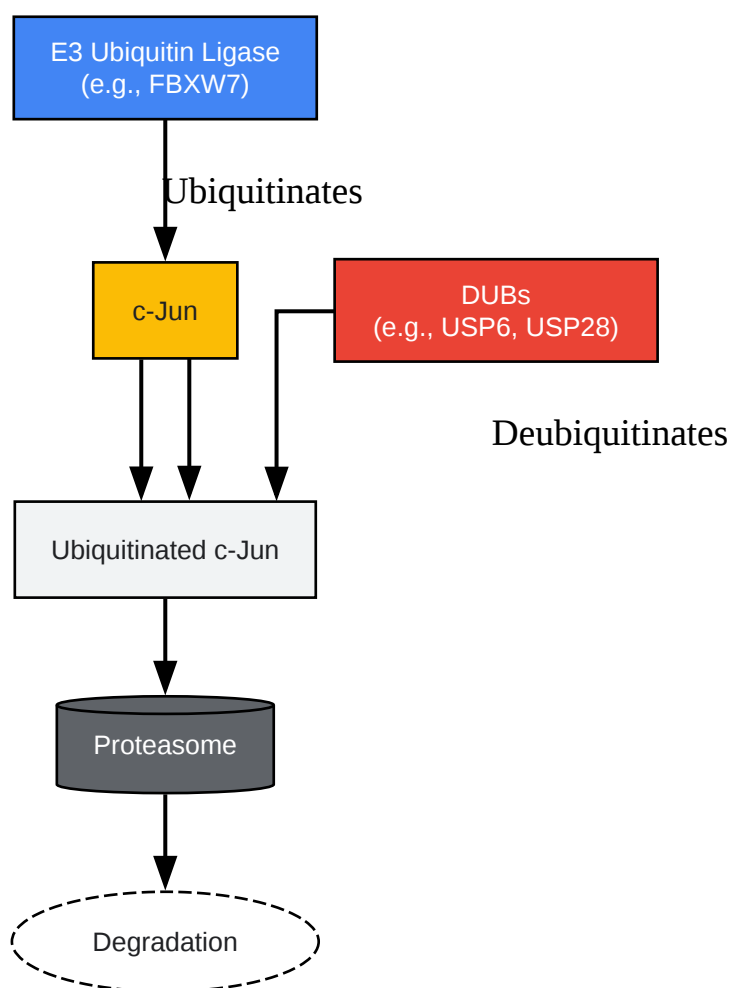 E3 Ubiquitin Ligase
(e.g., FBXW7)
Ubiquitinates
c-Jun
DUBs
(e.g., USP6, USP28)
Deubiquitinates
Ubiquitinated c-Jun
Proteasome
Degradation